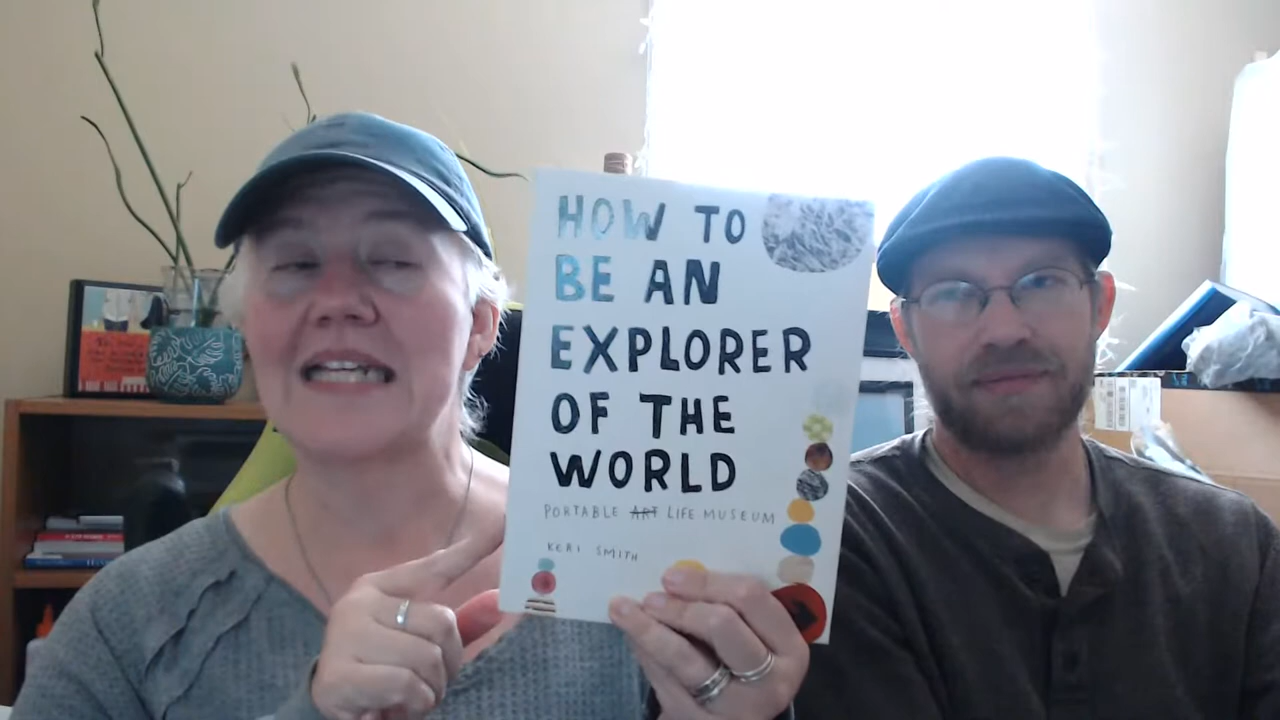 HOW TO
BE AN
EXPLORER
OF THE
WORLD
PORTABLE ART LIFE MUSEUM
KERI SMITH